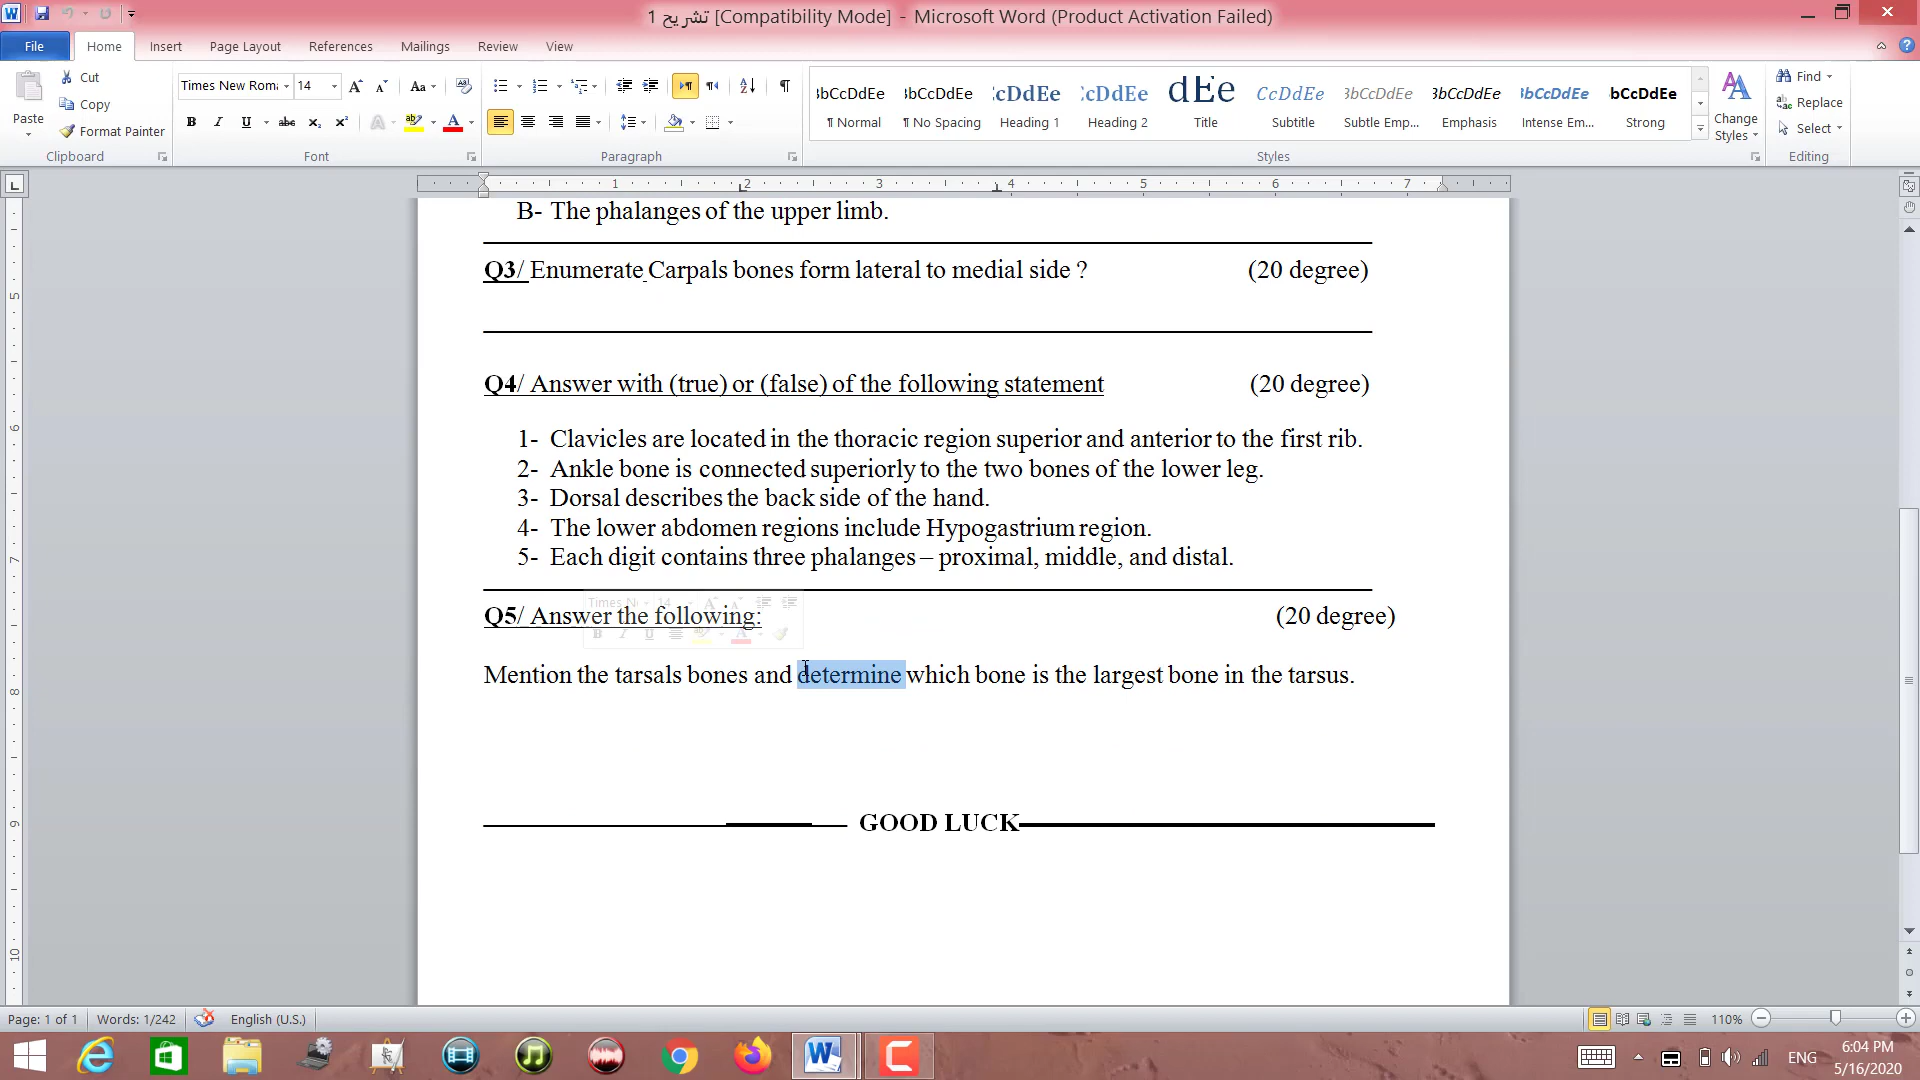 تشريح 1 [Compatibility Mode] - Microsoft Word (Product Activation Failed)
File Home Insert Page Layout References Mailings Review View
Cut
Copy
Format Painter
Paste
Clipboard
Times New Rom 14
Font
Paragraph
¶ Normal ¶ No Spacing Heading 1 Heading 2 Title Subtitle Subtle Emp... Emphasis Intense Em... Strong
Change Styles
Styles
Find
Replace
Select
Editing
1 2 3 4 5 6 7
B- The phalanges of the upper limb.
Q3/ Enumerate Carpals bones form lateral to medial side ? (20 degree)
Q4/ Answer with (true) or (false) of the following statement (20 degree)
1- Clavicles are located in the thoracic region superior and anterior to the first rib.
2- Ankle bone is connected superiorly to the two bones of the lower leg.
3- Dorsal describes the back side of the hand.
4- The lower abdomen regions include Hypogastrium region.
5- Each digit contains three phalanges – proximal, middle, and distal.
Q5/ Answer the following: (20 degree)
Mention the tarsals bones and determine which bone is the largest bone in the tarsus.
GOOD LUCK
Page: 1 of 1 Words: 1/242 English (U.S.) 110%
ENG
6:04 PM
5/16/2020